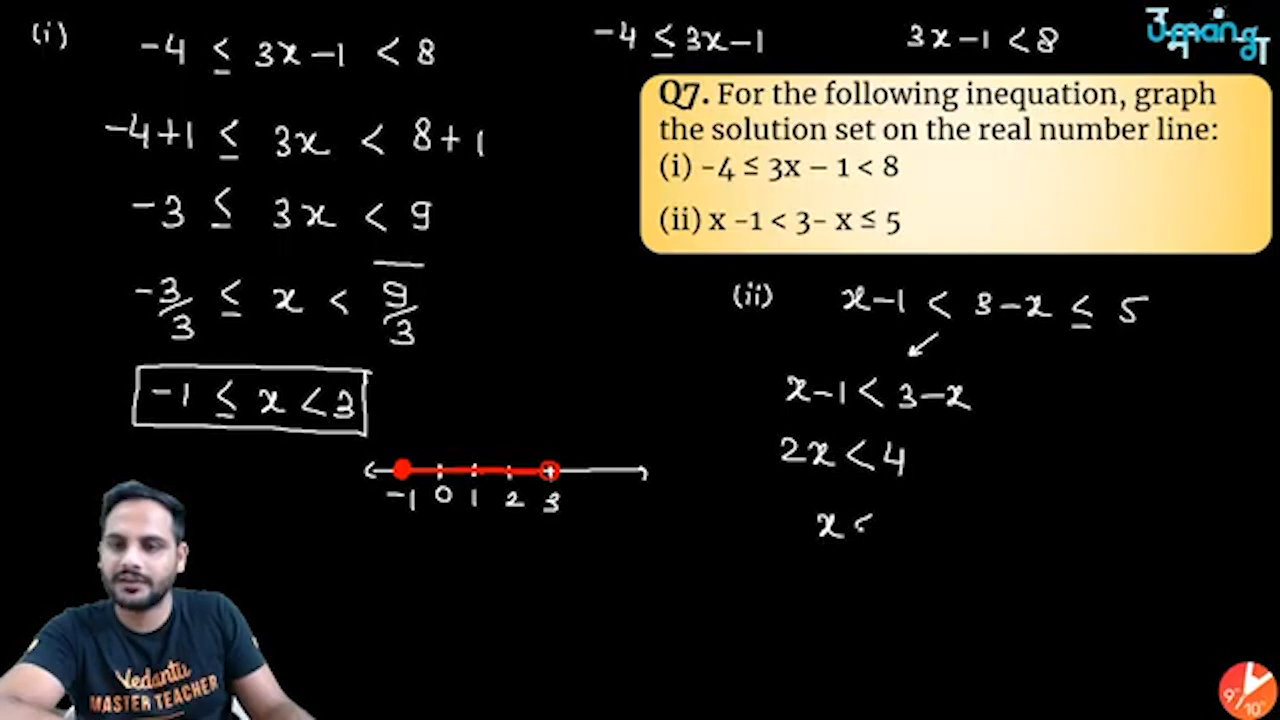 (i)
-4 ≤ 3x-1 < 8
-4+1 ≤ 3x < 8+1
-3 ≤ 3x < 9
-3/3 ≤ x < 9/3
-1 ≤ x < 3
-1 0 1 2 3
-4 ≤ 3x-1
3x-1 < 8
Q7. For the following inequation, graph
the solution set on the real number line:
(i) -4 ≤ 3x – 1 < 8
(ii) x -1 < 3- x ≤ 5
(ii) x-1 < 3-x ≤ 5
x-1 < 3-x
2x < 4
x <
Vedantu
MASTER TEACHER
9th 10th